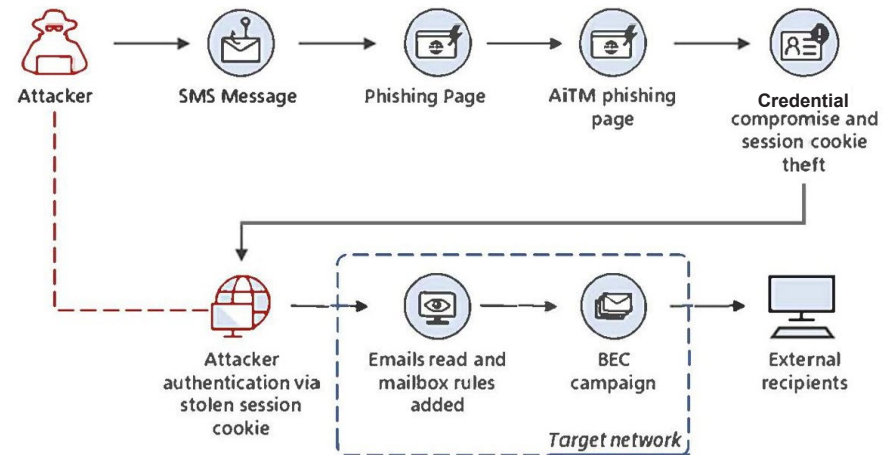 Attacker
SMS Message
Phishing Page
AiTM phishing
page
Credential
compromise and
session cookie
theft
Attacker
authentication via
stolen session
cookie
Emails read and
mailbox rules
added
BEC
campaign
External
recipients
Target network